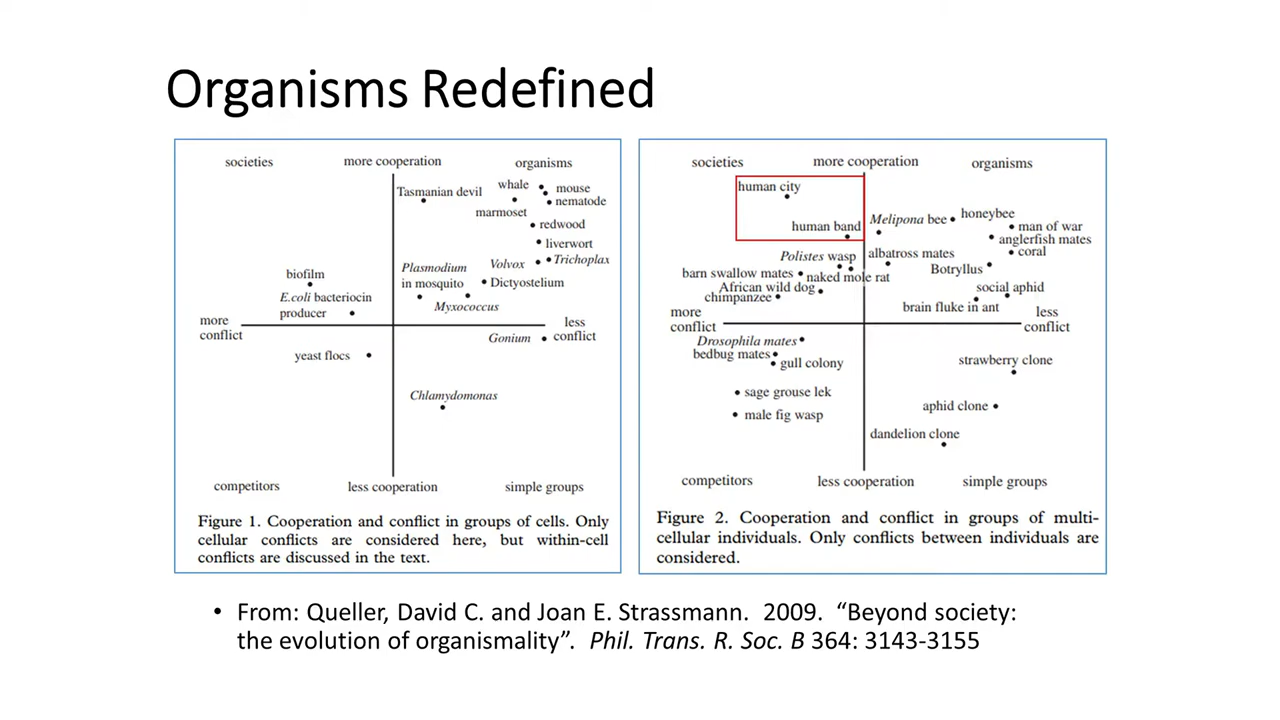 Organisms Redefined
societies
more cooperation
organisms
Tasmanian devil
whale
mouse
nematode
marmoset
redwood
liverwort
Volvox
Trichoplax
Plasmodium
in mosquito
Dictyostelium
Myxococcus
biofilm
E.coli bacteriocin
producer
more
conflict
less
conflict
Gonium
yeast flocs
Chlamydomonas
competitors
less cooperation
simple groups
Figure 1. Cooperation and conflict in groups of cells. Only
cellular conflicts are considered here, but within-cell
conflicts are discussed in the text.
societies
more cooperation
organisms
human city
human band
Melipona bee
honeybee
man of war
anglerfish mates
coral
Polistes wasp
albatross mates
Botryllus
barn swallow mates
naked mole rat
African wild dog
chimpanzee
social aphid
brain fluke in ant
more
conflict
less
conflict
Drosophila mates
bedbug mates
gull colony
strawberry clone
sage grouse lek
male fig wasp
aphid clone
dandelion clone
competitors
less cooperation
simple groups
Figure 2. Cooperation and conflict in groups of multi-
cellular individuals. Only conflicts between individuals are
considered.
• From: Queller, David C. and Joan E. Strassmann. 2009. “Beyond society:
the evolution of organismality”. Phil. Trans. R. Soc. B 364: 3143-3155